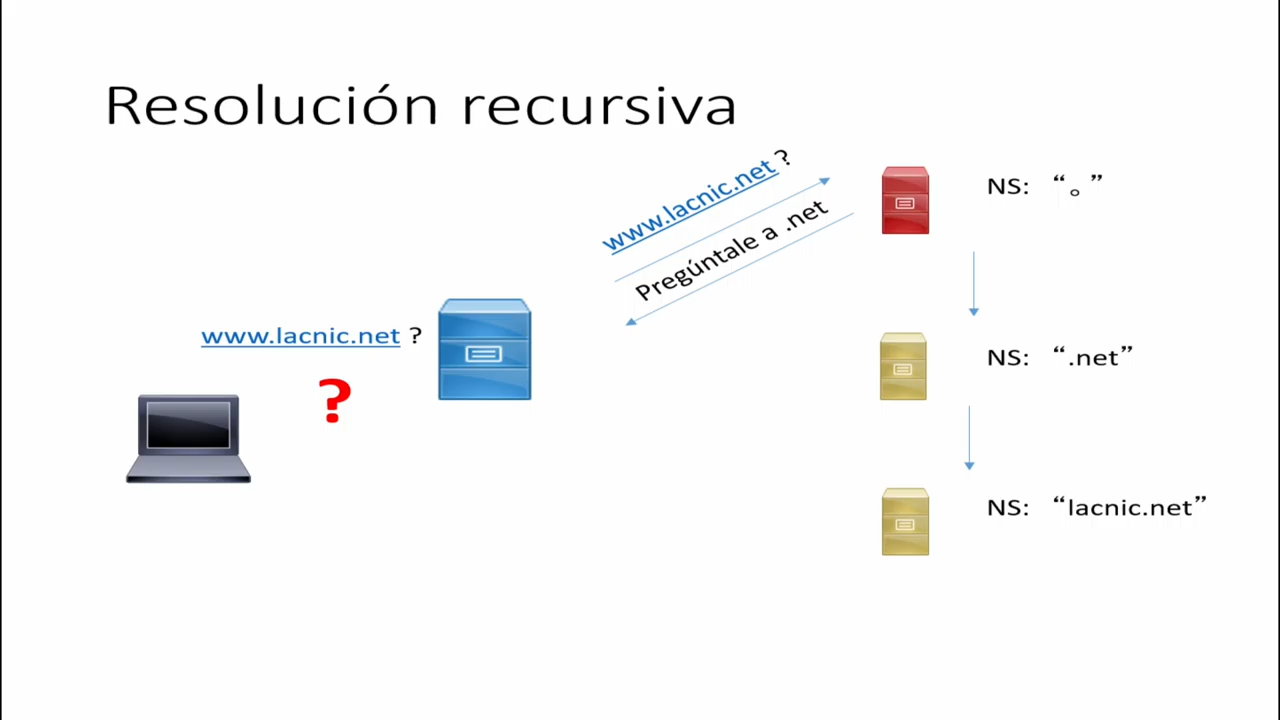 Resolución recursiva
www.lacnic.net ?
Pregúntale a .net
NS: “。”
www.lacnic.net ?
?
NS: “.net”
NS: “lacnic.net”